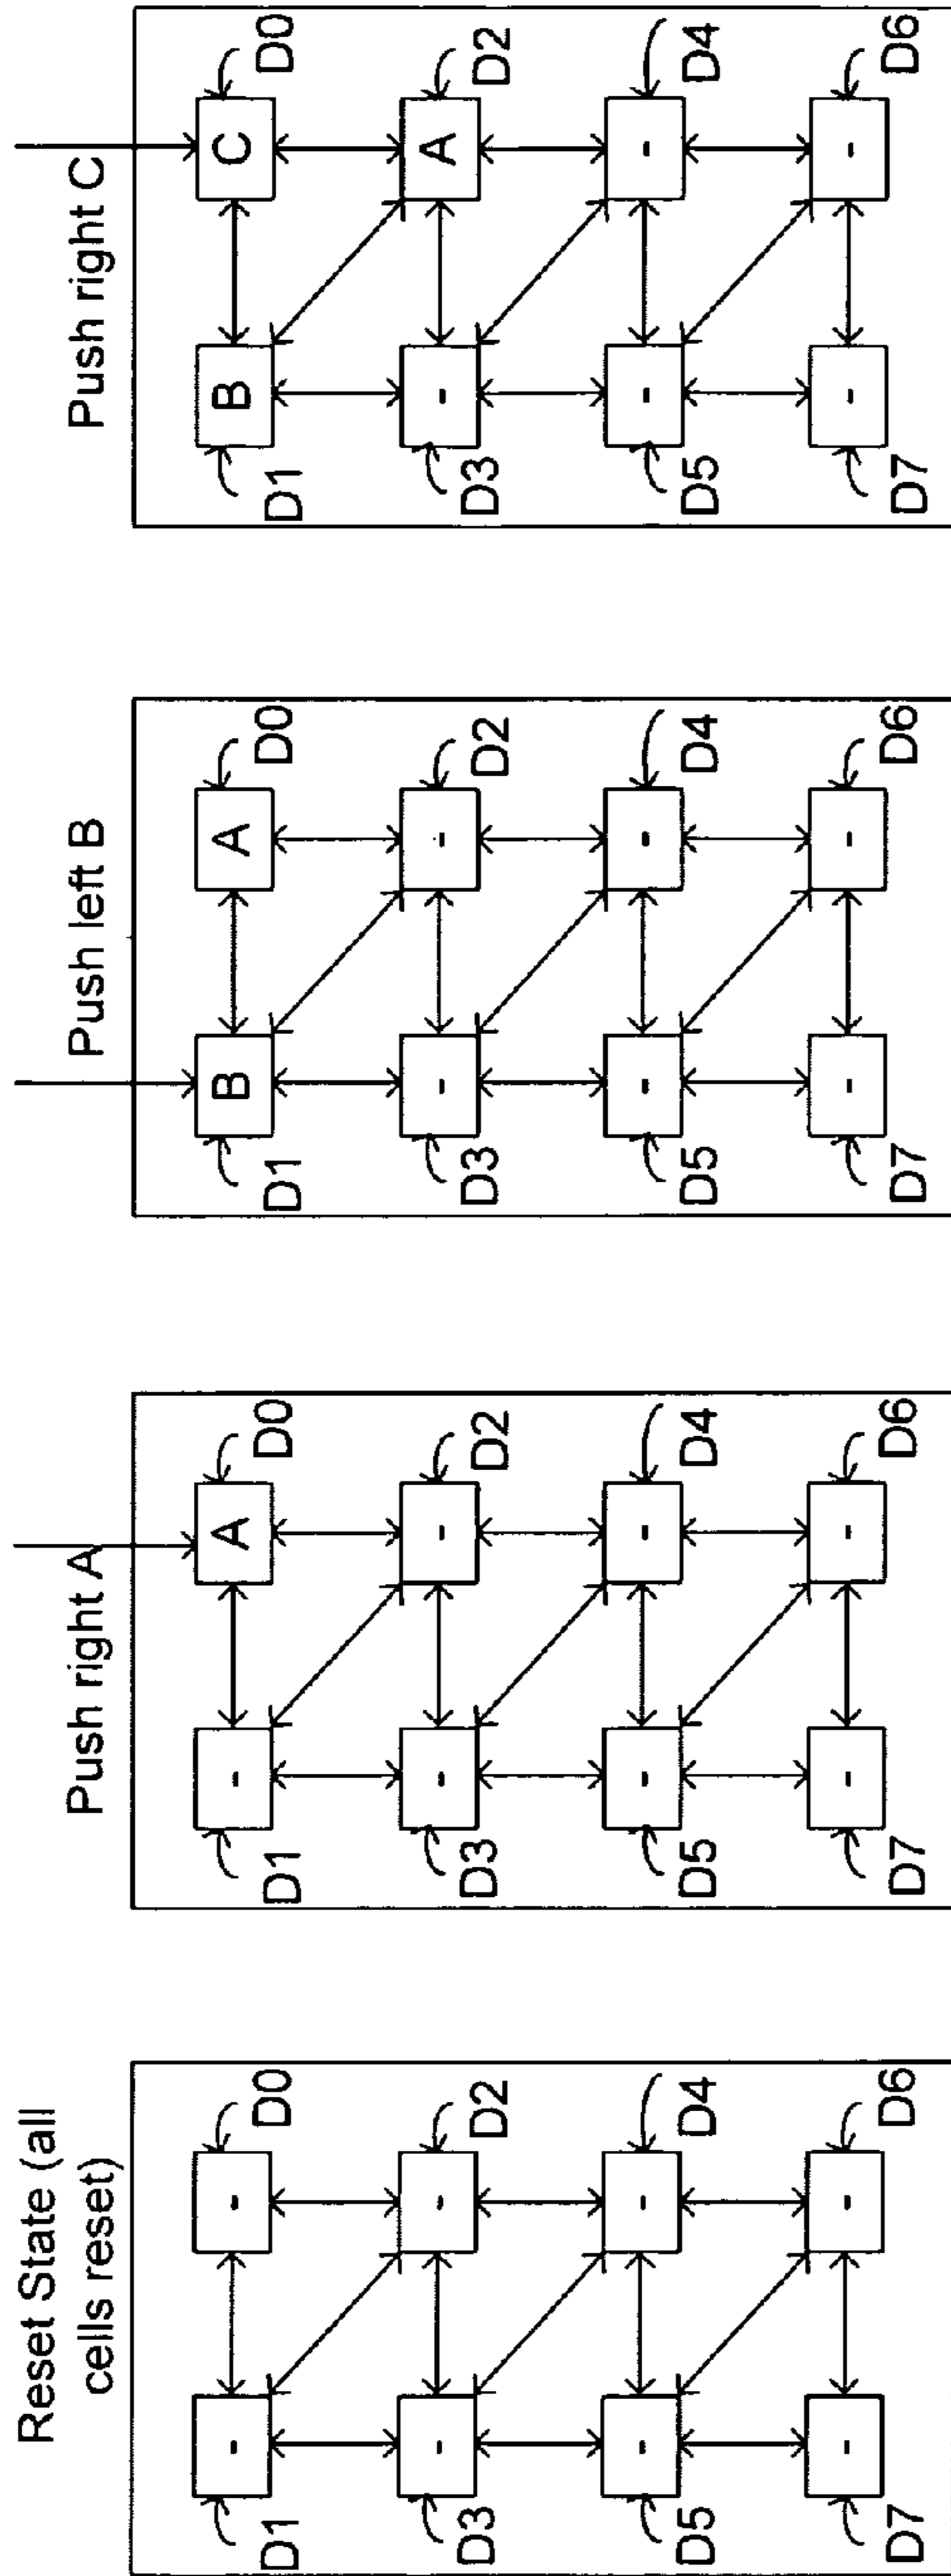 Reset State (all
cells reset)
- -
D1 D0
- -
D3 D2
- -
D5 D4
- -
D7 D6
Push right A
- A
D1 D0
- -
D3 D2
- -
D5 D4
- -
D7 D6
Push left B
B A
D1 D0
- -
D3 D2
- -
D5 D4
- -
D7 D6
Push right C
B C
D1 D0
- A
D3 D2
- -
D5 D4
- -
D7 D6